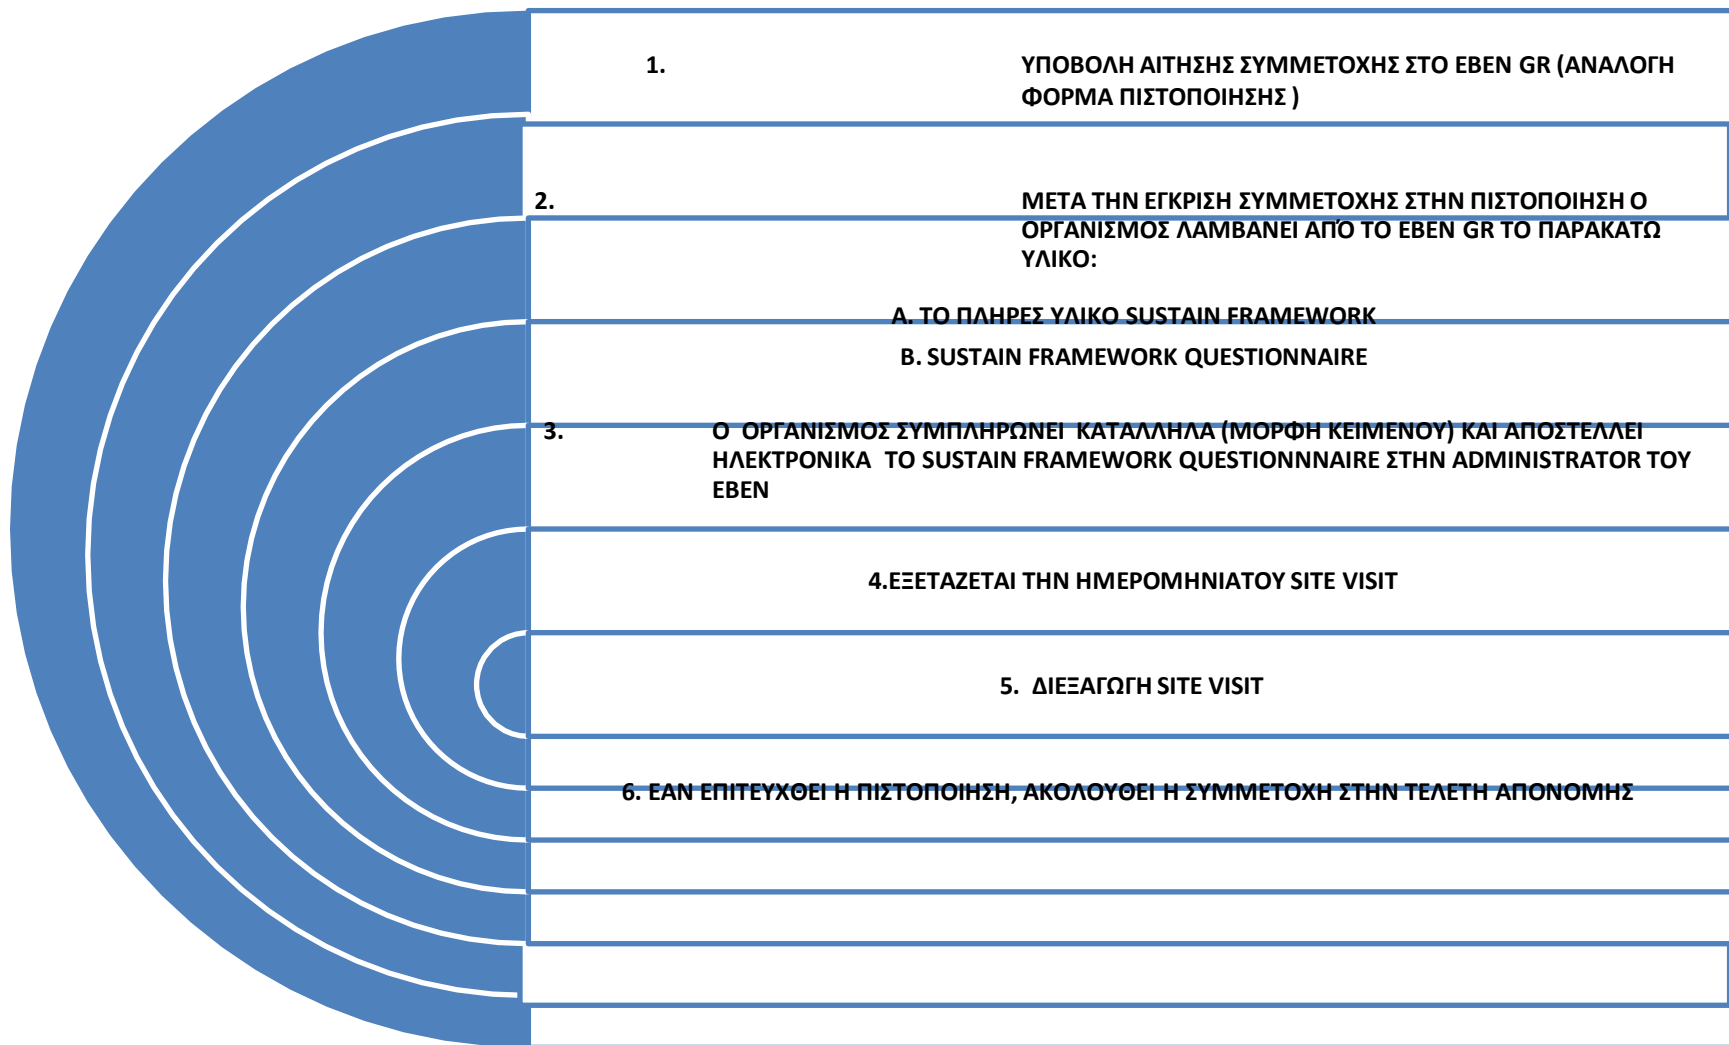 1. ΥΠΟΒΟΛΗ ΑΙΤΗΣΗΣ ΣΥΜΜΕΤΟΧΗΣ ΣΤΟ EBEN GR (ΑΝΑΛΟΓΗ
ΦΟΡΜΑ ΠΙΣΤΟΠΟΙΗΣΗΣ )
2. ΜΕΤΑ ΤΗΝ ΕΓΚΡΙΣΗ ΣΥΜΜΕΤΟΧΗΣ ΣΤΗΝ ΠΙΣΤΟΠΟΙΗΣΗ Ο
ΟΡΓΑΝΙΣΜΟΣ ΛΑΜΒΑΝΕΙ ΑΠΌ ΤΟ EBEN GR ΤΟ ΠΑΡΑΚΑΤΩ
ΥΛΙΚΟ:
Α. ΤΟ ΠΛΗΡΕΣ ΥΛΙΚΟ SUSTAIN FRAMEWORK
Β. SUSTAIN FRAMEWORK QUESTIONNAIRE
3. Ο ΟΡΓΑΝΙΣΜΟΣ ΣΥΜΠΛΗΡΩΝΕΙ ΚΑΤΑΛΛΗΛΑ (ΜΟΡΦΗ ΚΕΙΜΕΝΟΥ) ΚΑΙ ΑΠΟΣΤΕΛΛΕΙ
ΗΛΕΚΤΡΟΝΙΚΑ ΤΟ SUSTAIN FRAMEWORK QUESTIONNNAIRE ΣΤΗΝ ADMINISTRATOR ΤΟΥ
EBEN
4.ΕΞΕΤΑΖΕΤΑΙ ΤΗΝ ΗΜΕΡΟΜΗΝΙΑΤΟΥ SITE VISIT
5. ΔΙΕΞΑΓΩΓΗ SITE VISIT
6. ΕΑΝ ΕΠΙΤΕΥΧΘΕΙ Η ΠΙΣΤΟΠΟΙΗΣΗ, ΑΚΟΛΟΥΘΕΙ Η ΣΥΜΜΕΤΟΧΗ ΣΤΗΝ ΤΕΛΕΤΗ ΑΠΟΝΟΜΗΣ